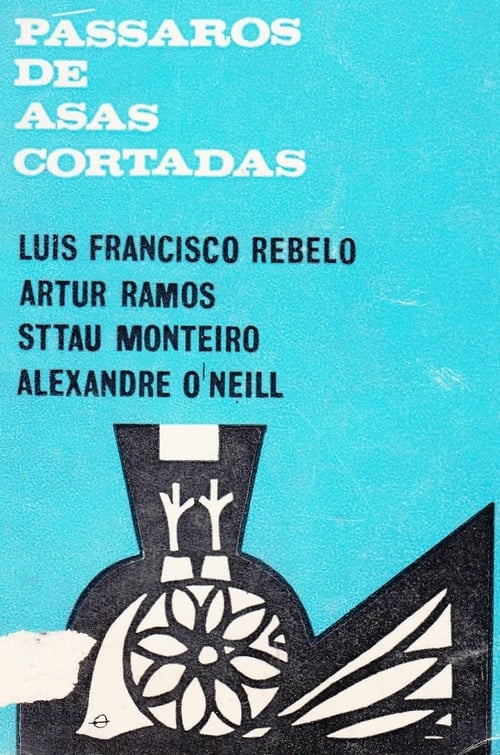 PÁSSAROS
DE
ASAS
CORTADAS
LUIS FRANCISCO REBELO
ARTUR RAMOS
STTAU MONTEIRO
ALEXANDRE O'NEILL